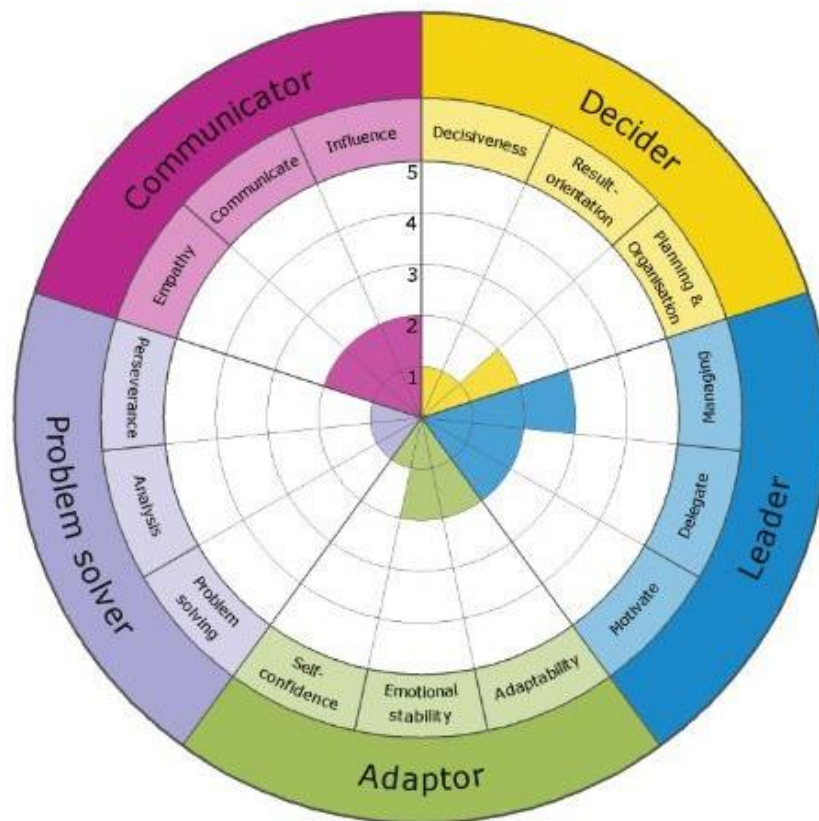 Communicator
Decider
Influence
Decisiveness
Communicate
Result-
orientation
Empathy
Planning &
Organisation
5
4
3
2
1
Perseverance
Managing
Analysis
Delegate
Problem
solving
Motivate
Self-
confidence
Emotional
stability
Adaptability
Problem solver
Leader
Adaptor